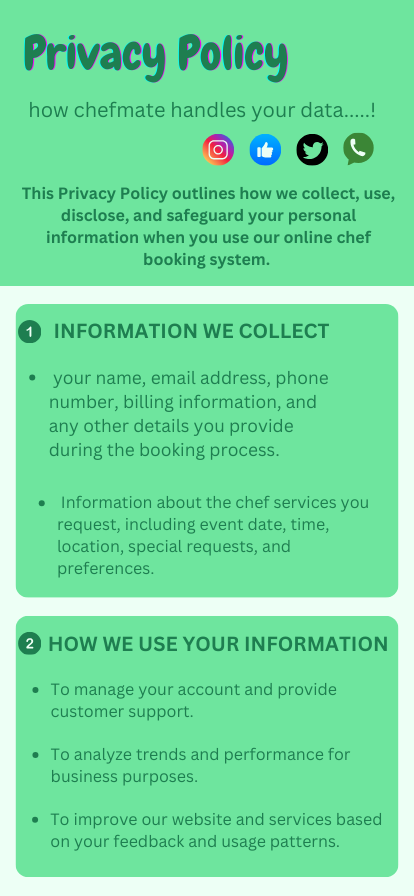 Privacy Policy
how chefmate handles your data.....!
This Privacy Policy outlines how we collect, use,
disclose, and safeguard your personal
information when you use our online chef
booking system.
1 INFORMATION WE COLLECT
• your name, email address, phone
number, billing information, and
any other details you provide
during the booking process.
• Information about the chef services you
request, including event date, time,
location, special requests, and
preferences.
2 HOW WE USE YOUR INFORMATION
• To manage your account and provide
customer support.
• To analyze trends and performance for
business purposes.
• To improve our website and services based
on your feedback and usage patterns.